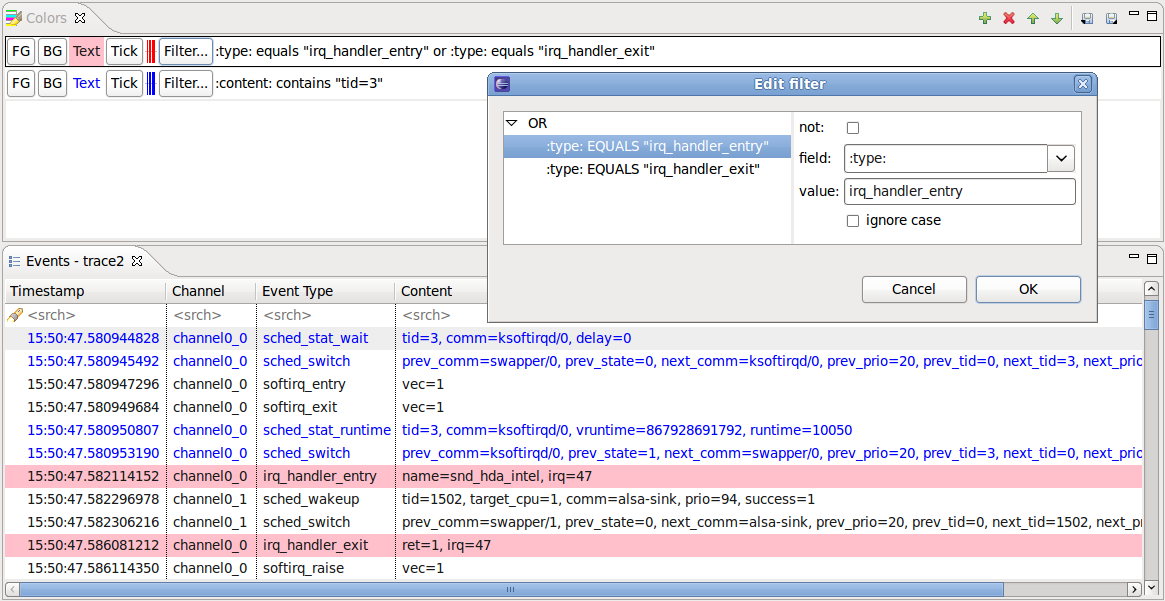 Colors
FG BG Text Tick Filter... :type: equals "irq_handler_entry" or :type: equals "irq_handler_exit"
FG BG Text Tick Filter... :content: contains "tid=3"
Edit filter
OR
:type: EQUALS "irq_handler_entry"
:type: EQUALS "irq_handler_exit"
not:
field: :type:
value: irq_handler_entry
ignore case
Cancel OK
Events - trace2
Timestamp Channel Event Type Content
<srch> <srch> <srch> <srch>
15:50:47.580944828 channel0_0 sched_stat_wait tid=3, comm=ksoftirqd/0, delay=0
15:50:47.580945492 channel0_0 sched_switch prev_comm=swapper/0, prev_state=0, next_comm=ksoftirqd/0, prev_prio=20, prev_tid=0, next_tid=3, next_prio
15:50:47.580947296 channel0_0 softirq_entry vec=1
15:50:47.580949684 channel0_0 softirq_exit vec=1
15:50:47.580950807 channel0_0 sched_stat_runtime tid=3, comm=ksoftirqd/0, vruntime=867928691792, runtime=10050
15:50:47.580953190 channel0_0 sched_switch prev_comm=ksoftirqd/0, prev_state=1, next_comm=swapper/0, prev_prio=20, prev_tid=3, next_tid=0, next_prio
15:50:47.582114152 channel0_0 irq_handler_entry name=snd_hda_intel, irq=47
15:50:47.582296978 channel0_1 sched_wakeup tid=1502, target_cpu=1, comm=alsa-sink, prio=94, success=1
15:50:47.582306216 channel0_1 sched_switch prev_comm=swapper/1, prev_state=0, next_comm=alsa-sink, prev_prio=20, prev_tid=0, next_tid=1502, next_p
15:50:47.586081212 channel0_0 irq_handler_exit ret=1, irq=47
15:50:47.586114350 channel0_0 softirq_raise vec=1